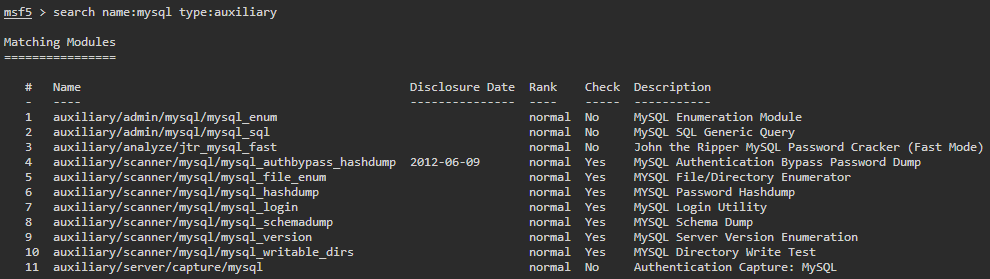 msf5 > search name:mysql type:auxiliary
Matching Modules
================
# Name Disclosure Date Rank Check Description
- ---- --------------- ---- ----- -----------
1 auxiliary/admin/mysql/mysql_enum normal No MySQL Enumeration Module
2 auxiliary/admin/mysql/mysql_sql normal No MySQL SQL Generic Query
3 auxiliary/analyze/jtr_mysql_fast normal No John the Ripper MySQL Password Cracker (Fast Mode)
4 auxiliary/scanner/mysql/mysql_authbypass_hashdump 2012-06-09 normal Yes MySQL Authentication Bypass Password Dump
5 auxiliary/scanner/mysql/mysql_file_enum normal Yes MYSQL File/Directory Enumerator
6 auxiliary/scanner/mysql/mysql_hashdump normal Yes MYSQL Password Hashdump
7 auxiliary/scanner/mysql/mysql_login normal Yes MySQL Login Utility
8 auxiliary/scanner/mysql/mysql_schemadump normal Yes MYSQL Schema Dump
9 auxiliary/scanner/mysql/mysql_version normal Yes MySQL Server Version Enumeration
10 auxiliary/scanner/mysql/mysql_writable_dirs normal Yes MYSQL Directory Write Test
11 auxiliary/server/capture/mysql normal No Authentication Capture: MySQL